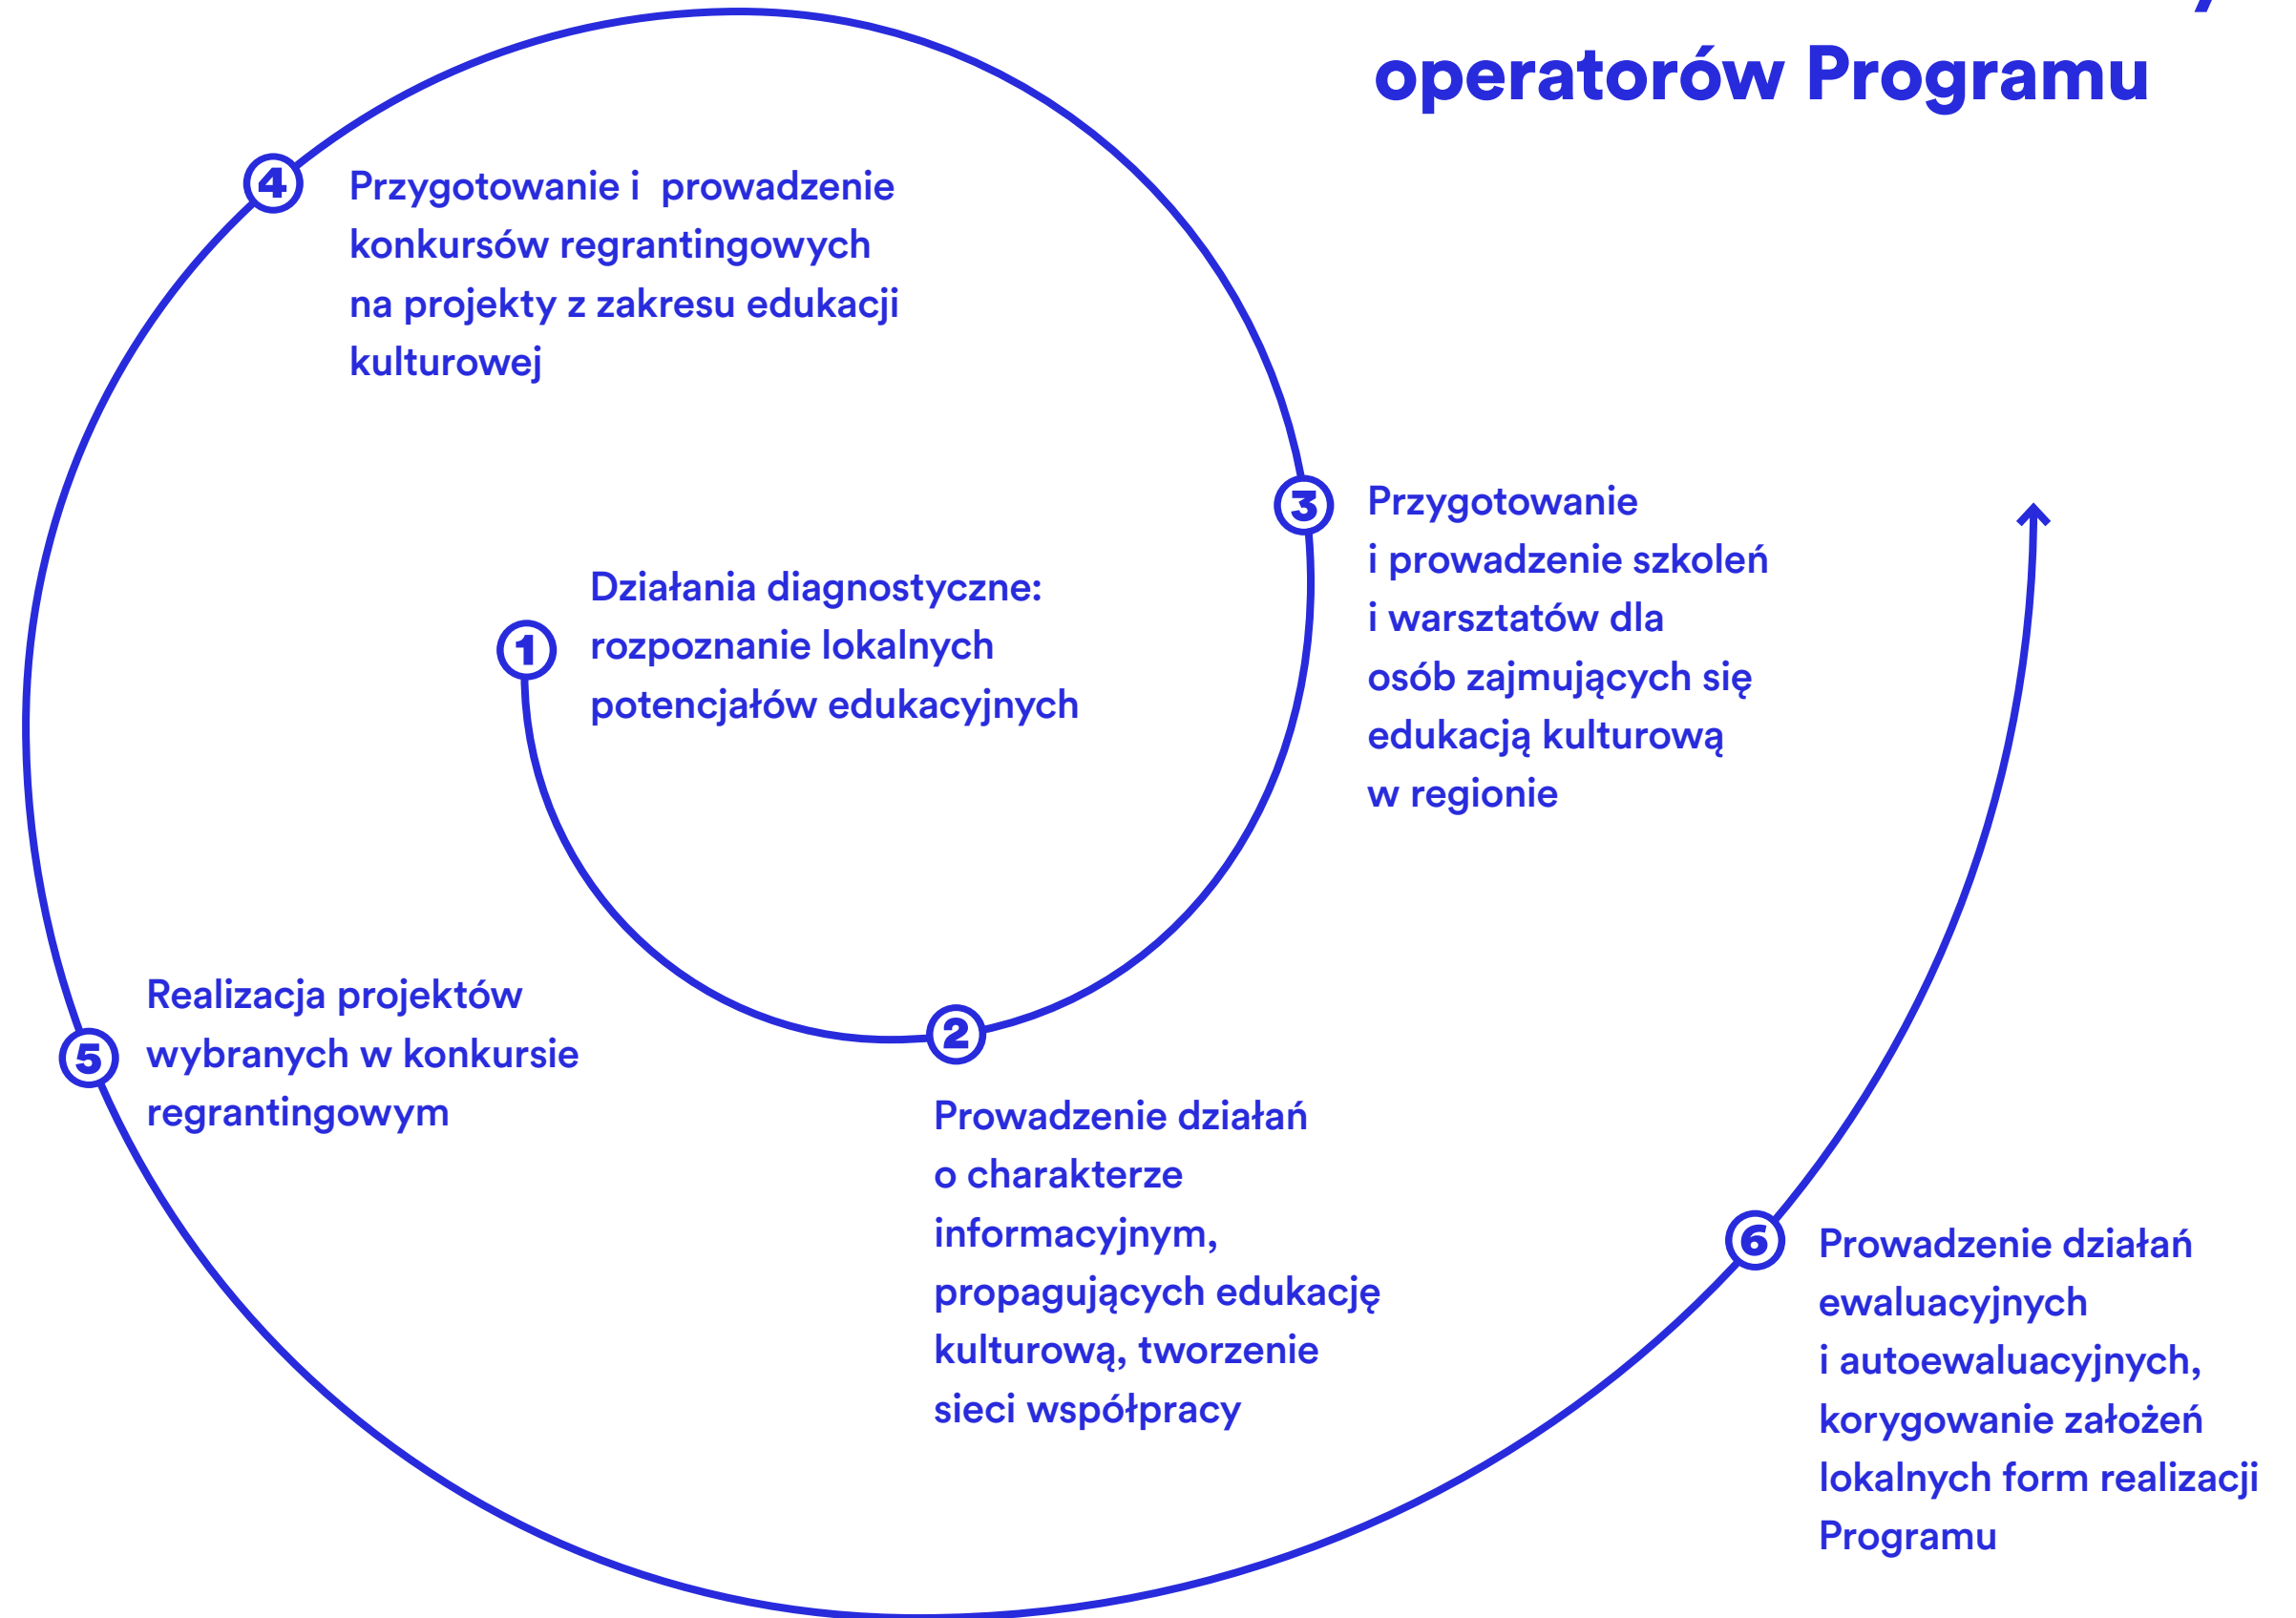 operatorów Programu
4
Przygotowanie i  prowadzenie
konkursów regrantingowych
na projekty z zakresu edukacji
kulturowej
3
Przygotowanie
i prowadzenie szkoleń
i warsztatów dla
osób zajmujących się
edukacją kulturową
w regionie
1
Działania diagnostyczne:
rozpoznanie lokalnych
potencjałów edukacyjnych
5
Realizacja projektów
wybranych w konkursie
regrantingowym
2
Prowadzenie działań
o charakterze
informacyjnym,
propagujących edukację
kulturową, tworzenie
sieci współpracy
6
Prowadzenie działań
ewaluacyjnych
i autoewaluacyjnych,
korygowanie założeń
lokalnych form realizacji
Programu